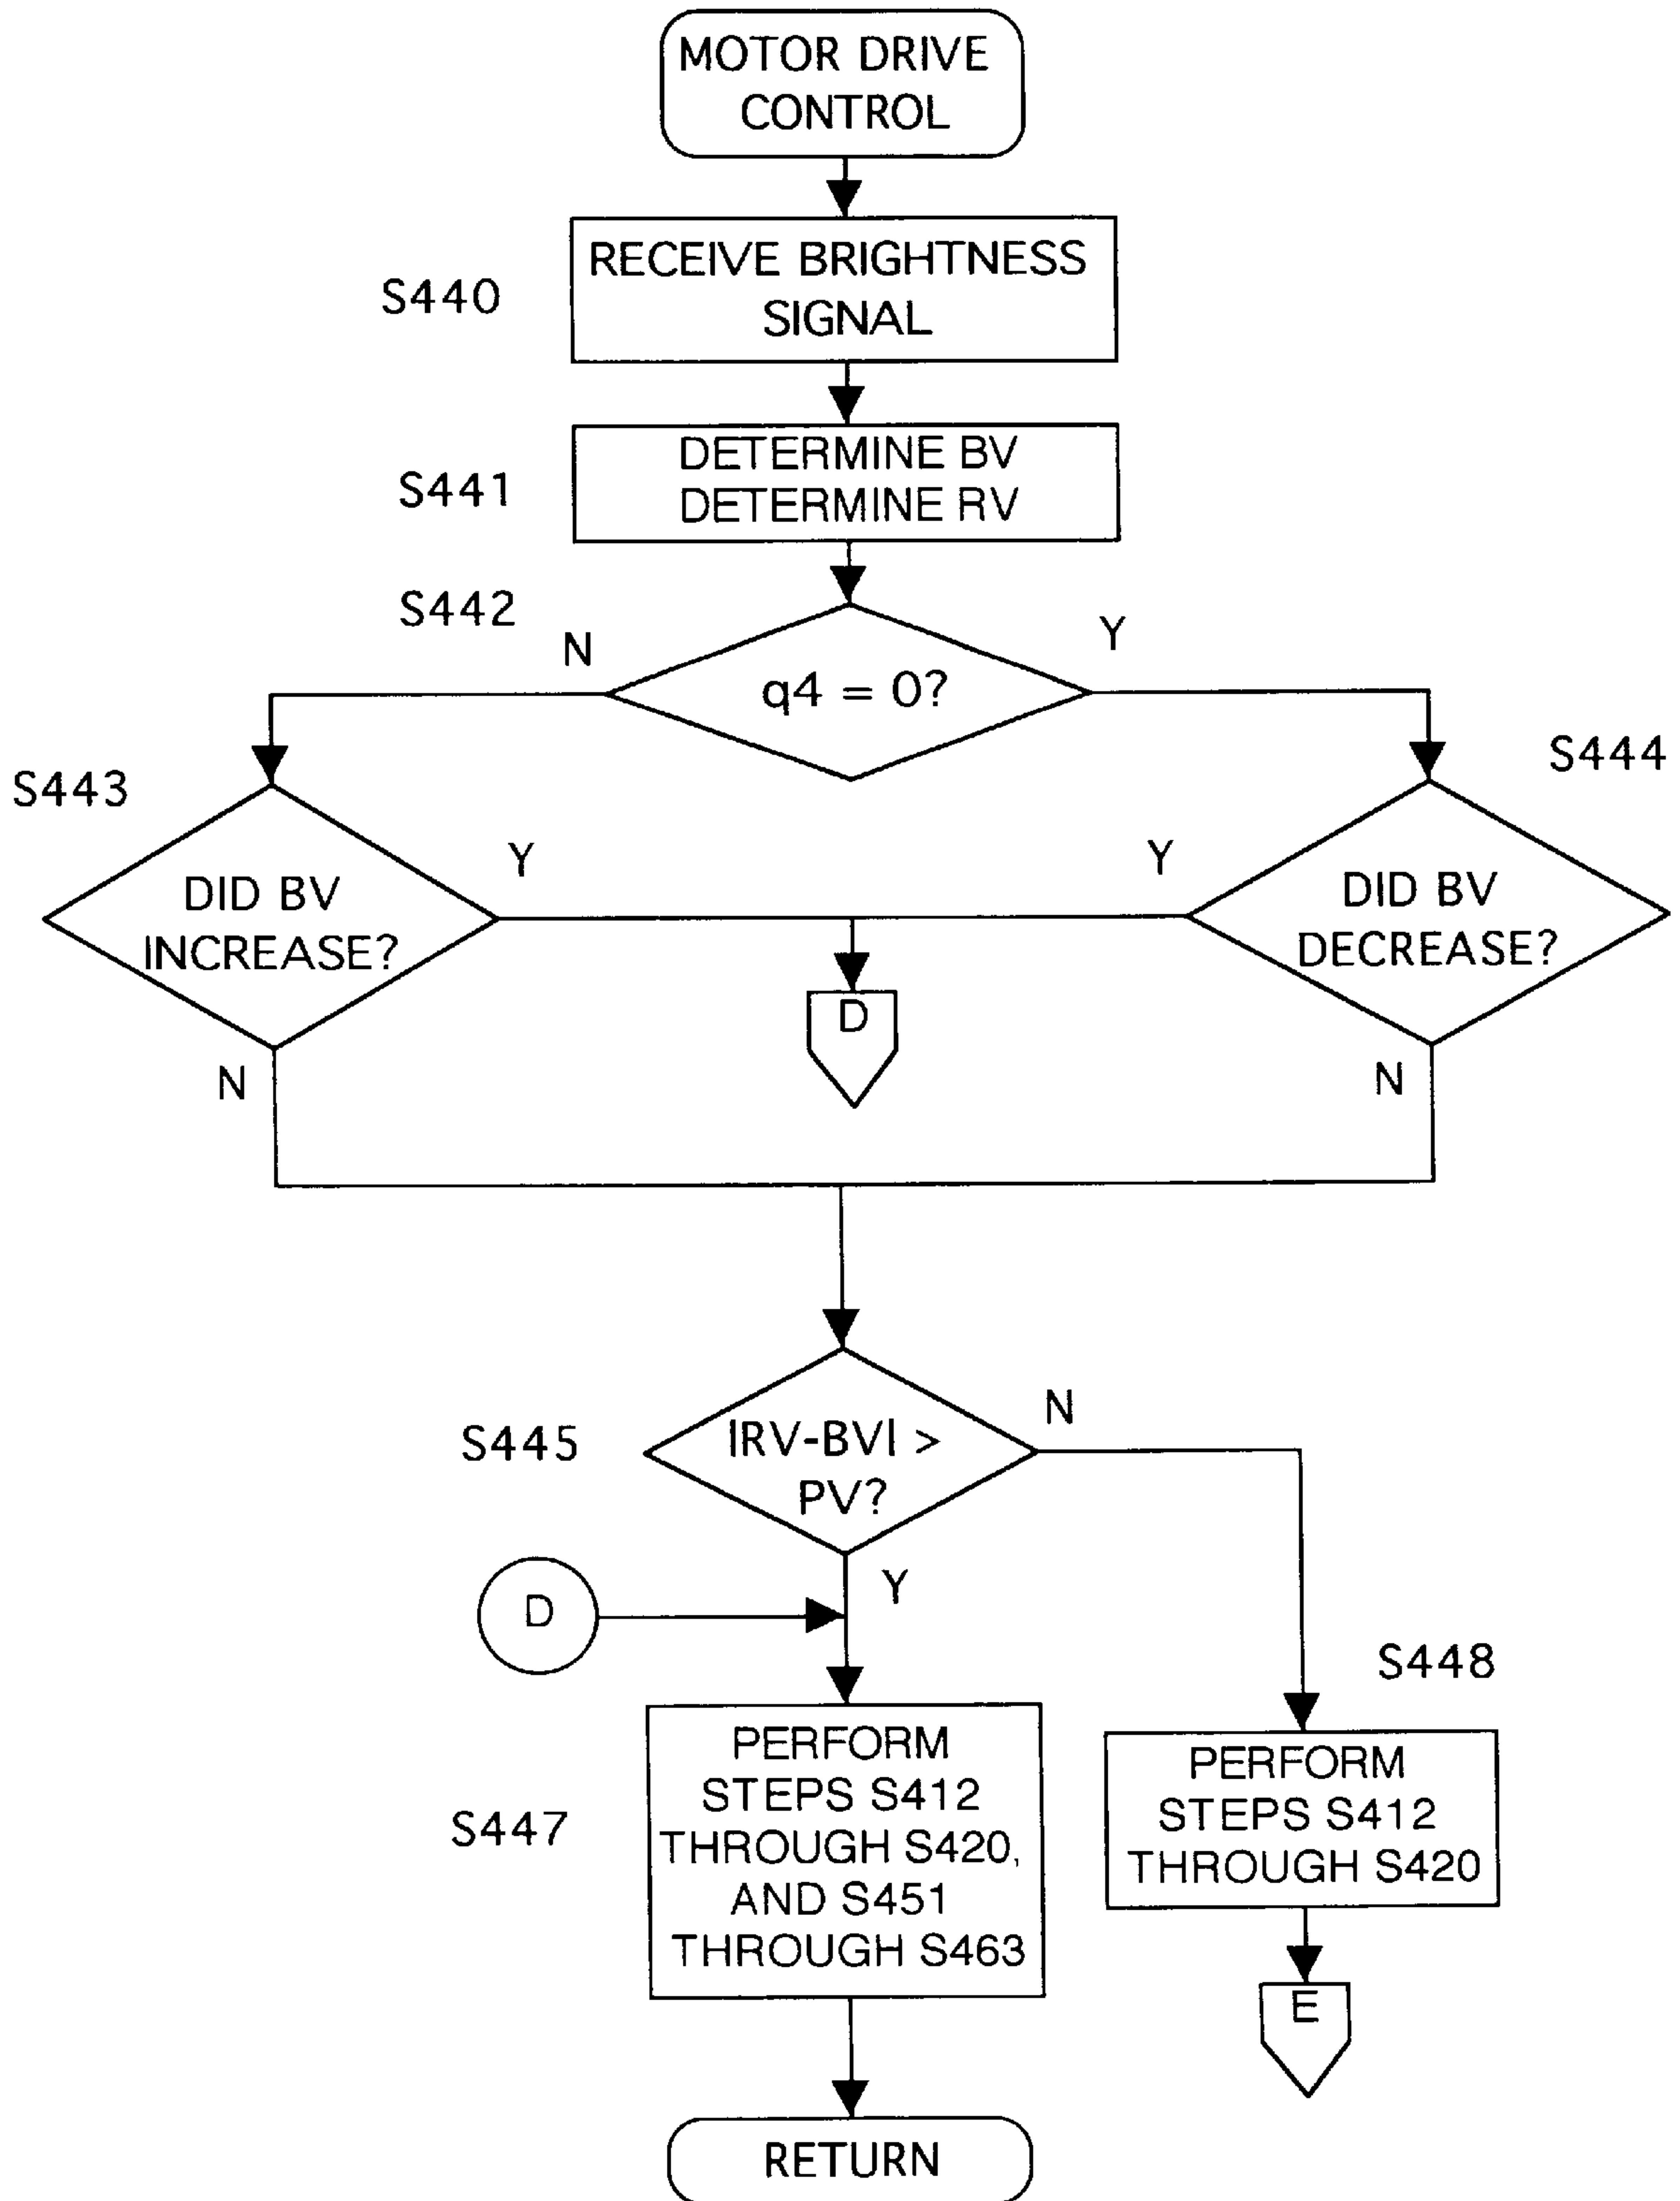 MOTOR DRIVE
CONTROL
S440
RECEIVE BRIGHTNESS
SIGNAL
S441
DETERMINE BV
DETERMINE RV
S442
N
Y
q4 = 0?
S443
S444
DID BV
INCREASE?
Y
Y
DID BV
DECREASE?
D
N
N
S445
|RV-BV| >
PV?
N
Y
D
S448
S447
PERFORM
STEPS S412
THROUGH S420,
AND S451
THROUGH S463
PERFORM
STEPS S412
THROUGH S420
E
RETURN